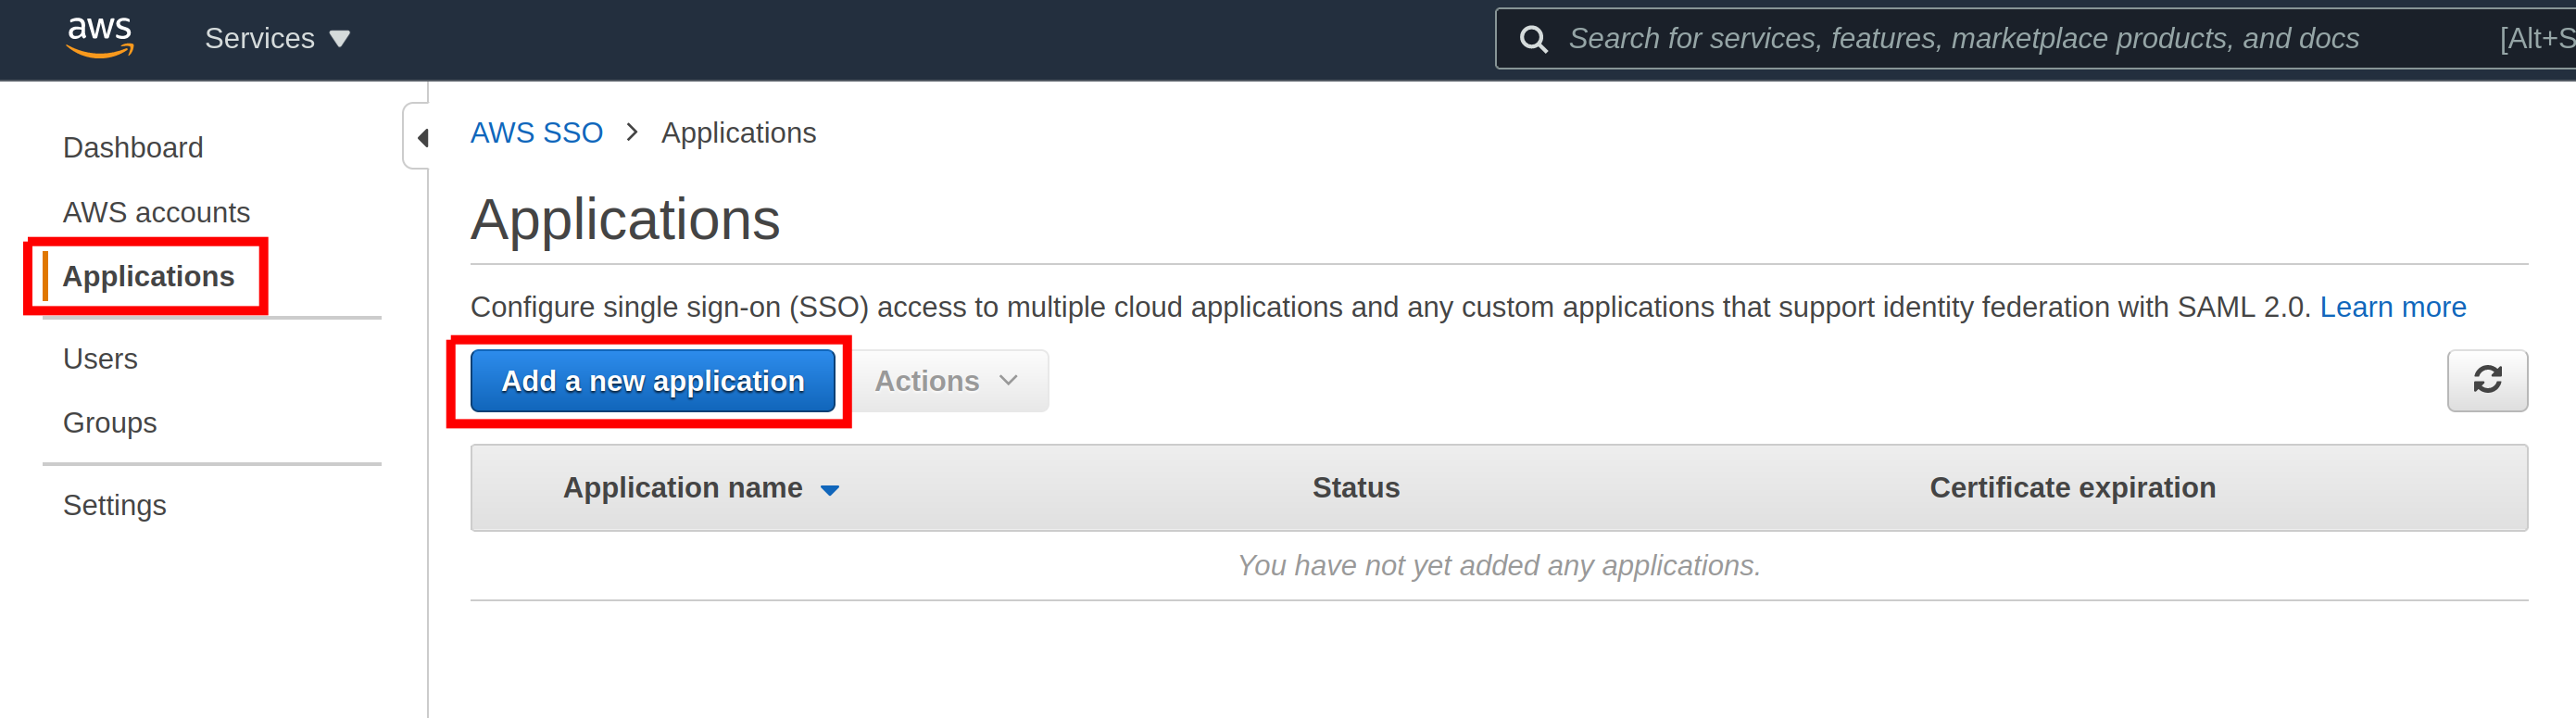 aws
Services
Search for services, features, marketplace products, and docs
[Alt+S
Dashboard
AWS accounts
Applications
Users
Groups
Settings
AWS SSO > Applications
Applications
Configure single sign-on (SSO) access to multiple cloud applications and any custom applications that support identity federation with SAML 2.0. Learn more
Add a new application
Actions
Application name
Status
Certificate expiration
You have not yet added any applications.